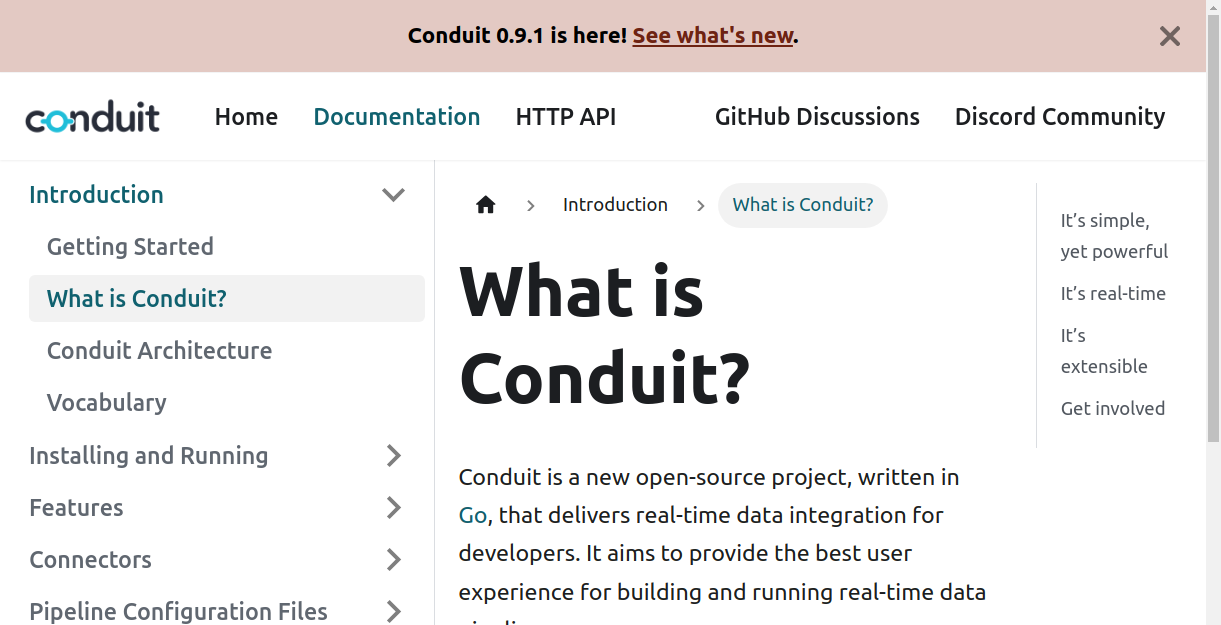 Conduit 0.9.1 is here! See what's new.
conduit
Home
Documentation
HTTP API
GitHub Discussions
Discord Community
Introduction
Getting Started
What is Conduit?
Conduit Architecture
Vocabulary
Installing and Running
Features
Connectors
Pipeline Configuration Files
Introduction
What is Conduit?
What is
Conduit?
Conduit is a new open-source project, written in
Go, that delivers real-time data integration for
developers. It aims to provide the best user
experience for building and running real-time data
It’s simple,
yet powerful
It’s real-time
It’s
extensible
Get involved